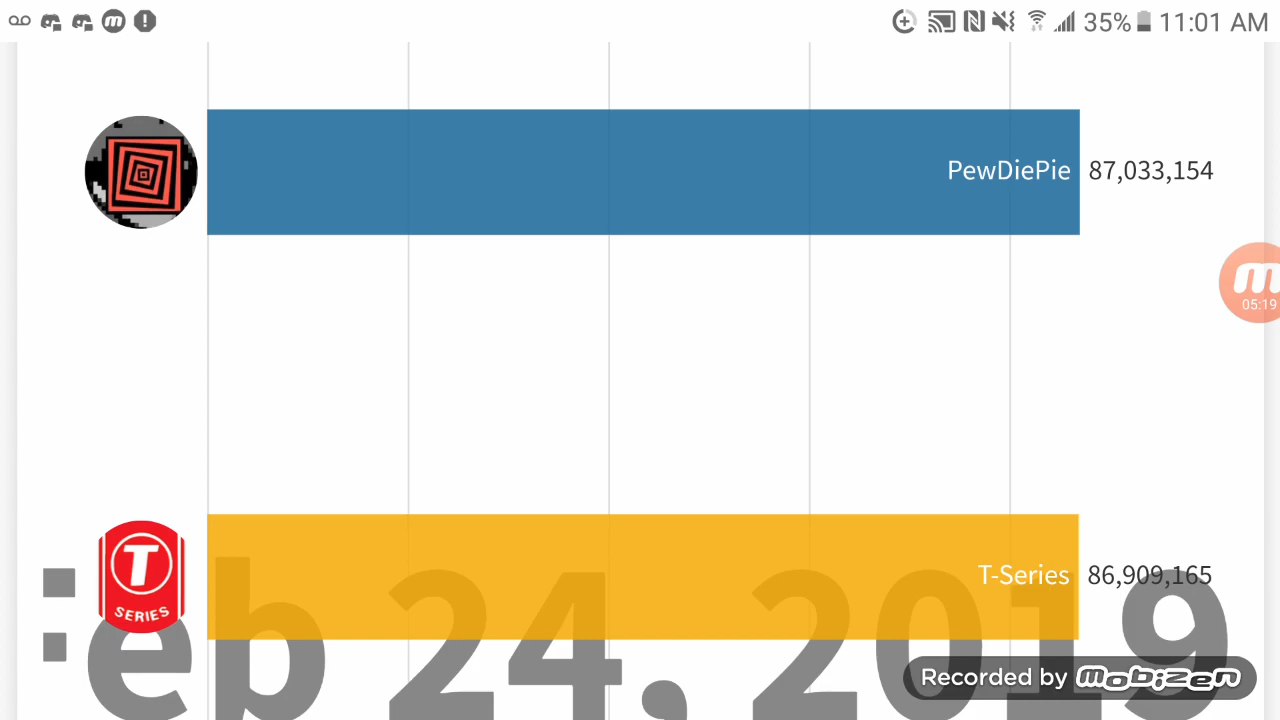 35% 11:01 AM
PewDiePie 87,033,154
05:19
T
SERIES
T-Series 86,909,165
eb 24, 2019
Recorded by mobizen